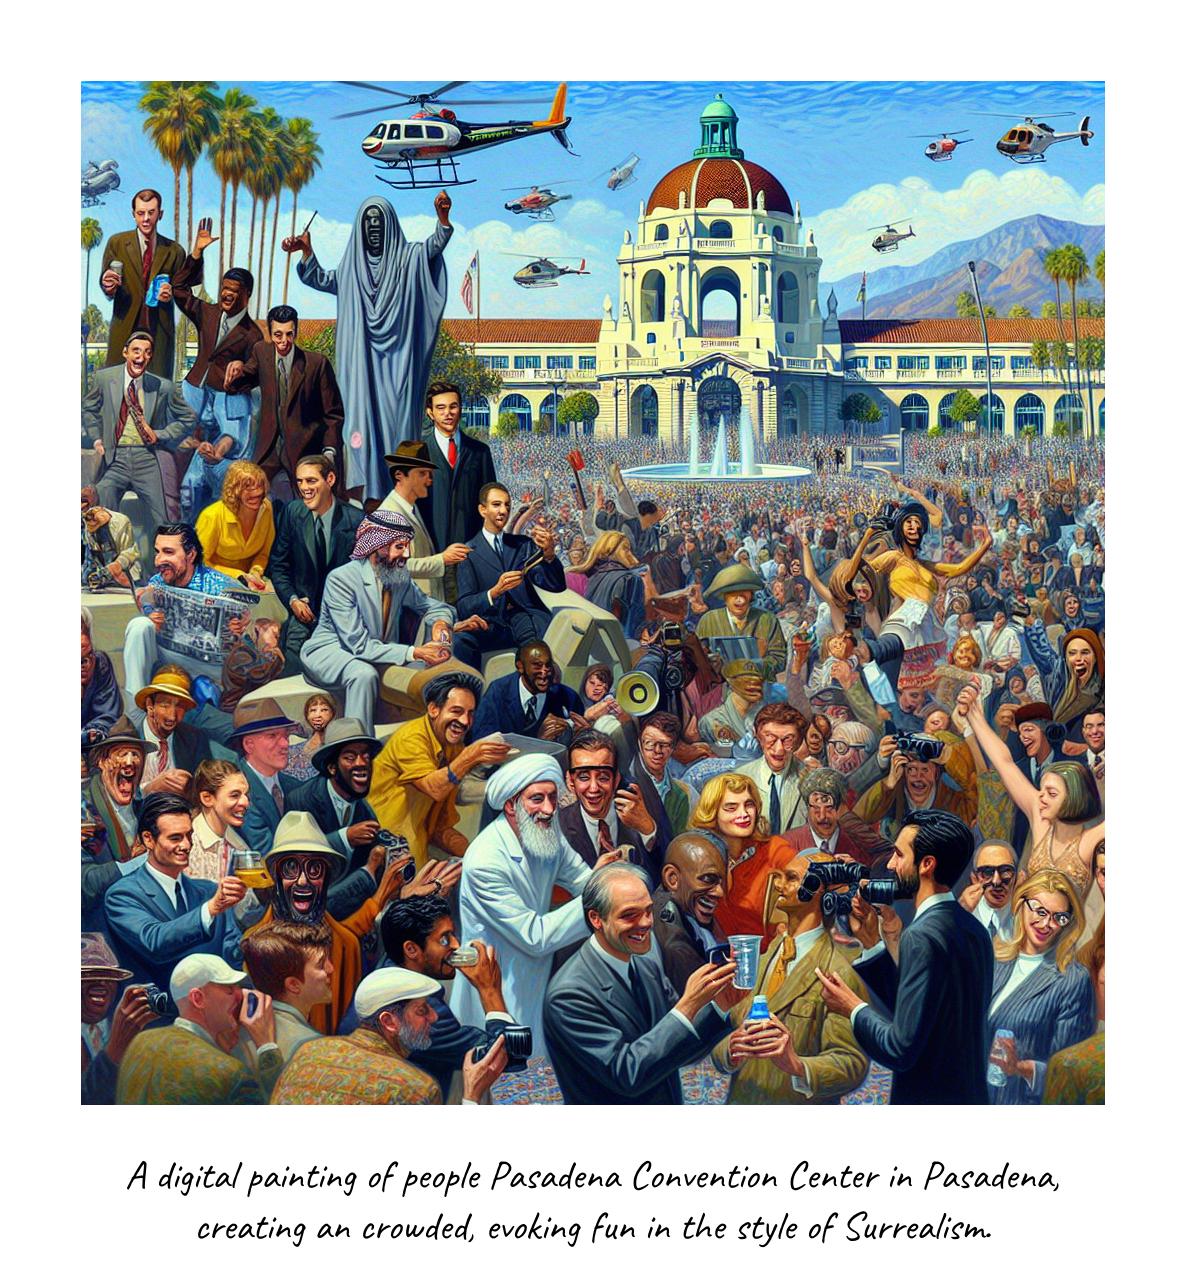 A digital painting of people Pasadena Convention Center in Pasadena,
creating an crowded, evoking fun in the style of Surrealism.